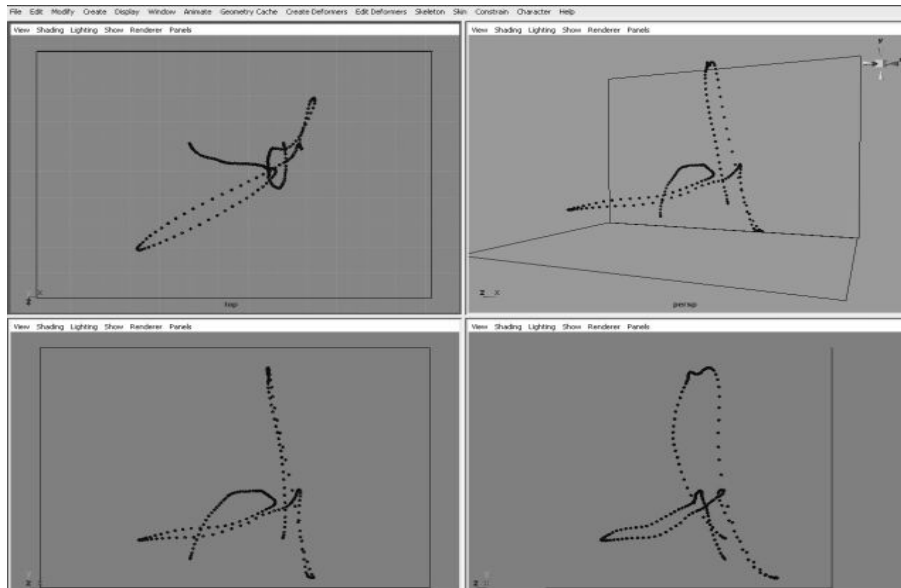 File Edit Modify Create Display Window Animate Geometry Cache Create Deformers Edit Deformers Skeleton Skin Constrain Character Help
View Shading Lighting Show Renderer Panels
View Shading Lighting Show Renderer Panels
Y
Z X
top
Z X
persp
View Shading Lighting Show Renderer Panels
View Shading Lighting Show Renderer Panels
Z
Z